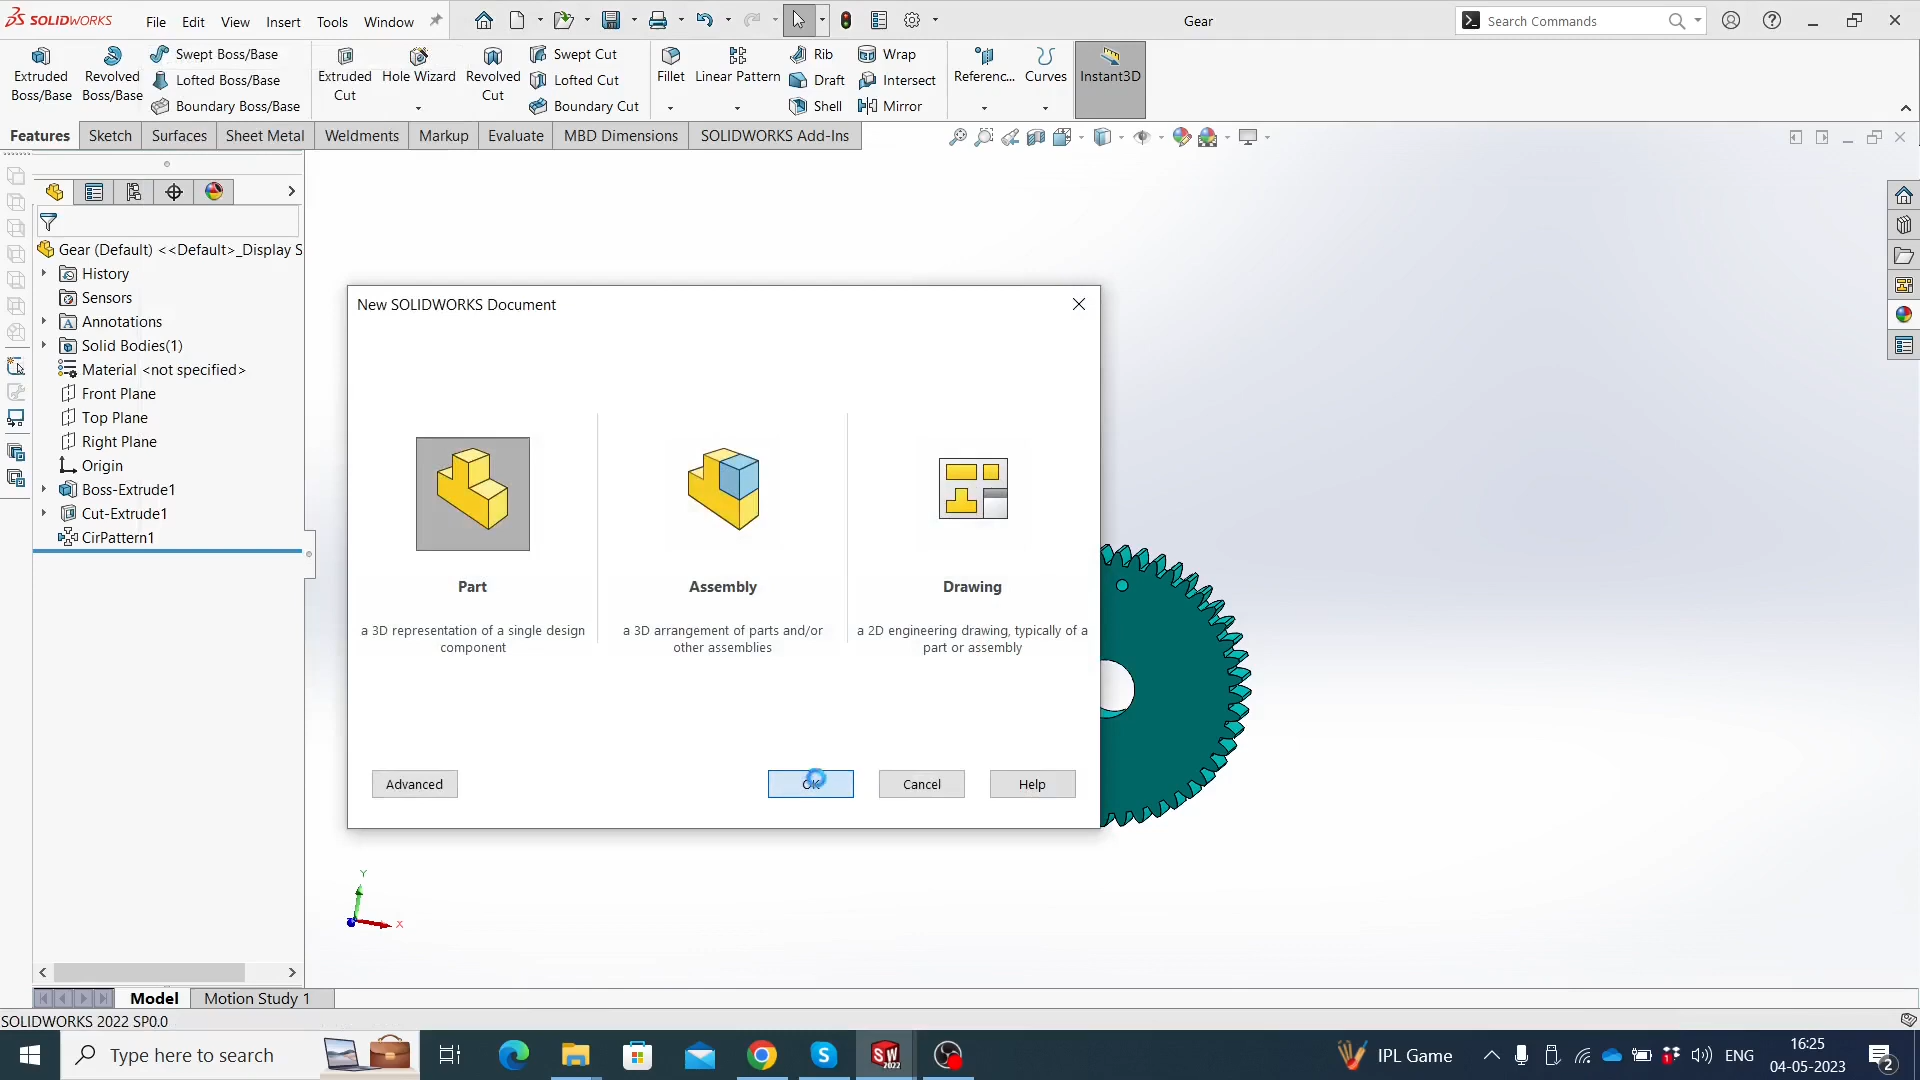 SOLIDWORKS File Edit View Insert Tools Window Gear Search Commands
Extruded Boss/Base
Revolved Boss/Base
Swept Boss/Base
Lofted Boss/Base
Boundary Boss/Base
Extruded Cut
Hole Wizard
Revolved Cut
Swept Cut
Lofted Cut
Boundary Cut
Fillet
Linear Pattern
Rib
Draft
Shell
Wrap
Intersect
Mirror
Referenc...
Curves
Instant3D
Features Sketch Surfaces Sheet Metal Weldments Markup Evaluate MBD Dimensions SOLIDWORKS Add-Ins
Gear (Default) <<Default>_Display S
History
Sensors
Annotations
Solid Bodies(1)
Material <not specified>
Front Plane
Top Plane
Right Plane
Origin
Boss-Extrude1
Cut-Extrude1
CirPattern1
New SOLIDWORKS Document
Part
a 3D representation of a single design
component
Assembly
a 3D arrangement of parts and/or
other assemblies
Drawing
a 2D engineering drawing, typically of a
part or assembly
Advanced OK Cancel Help
Y
X
Model Motion Study 1
SOLIDWORKS 2022 SP0.0
Type here to search
SW
2022
IPL Game
ENG
16:25
04-05-2023
2